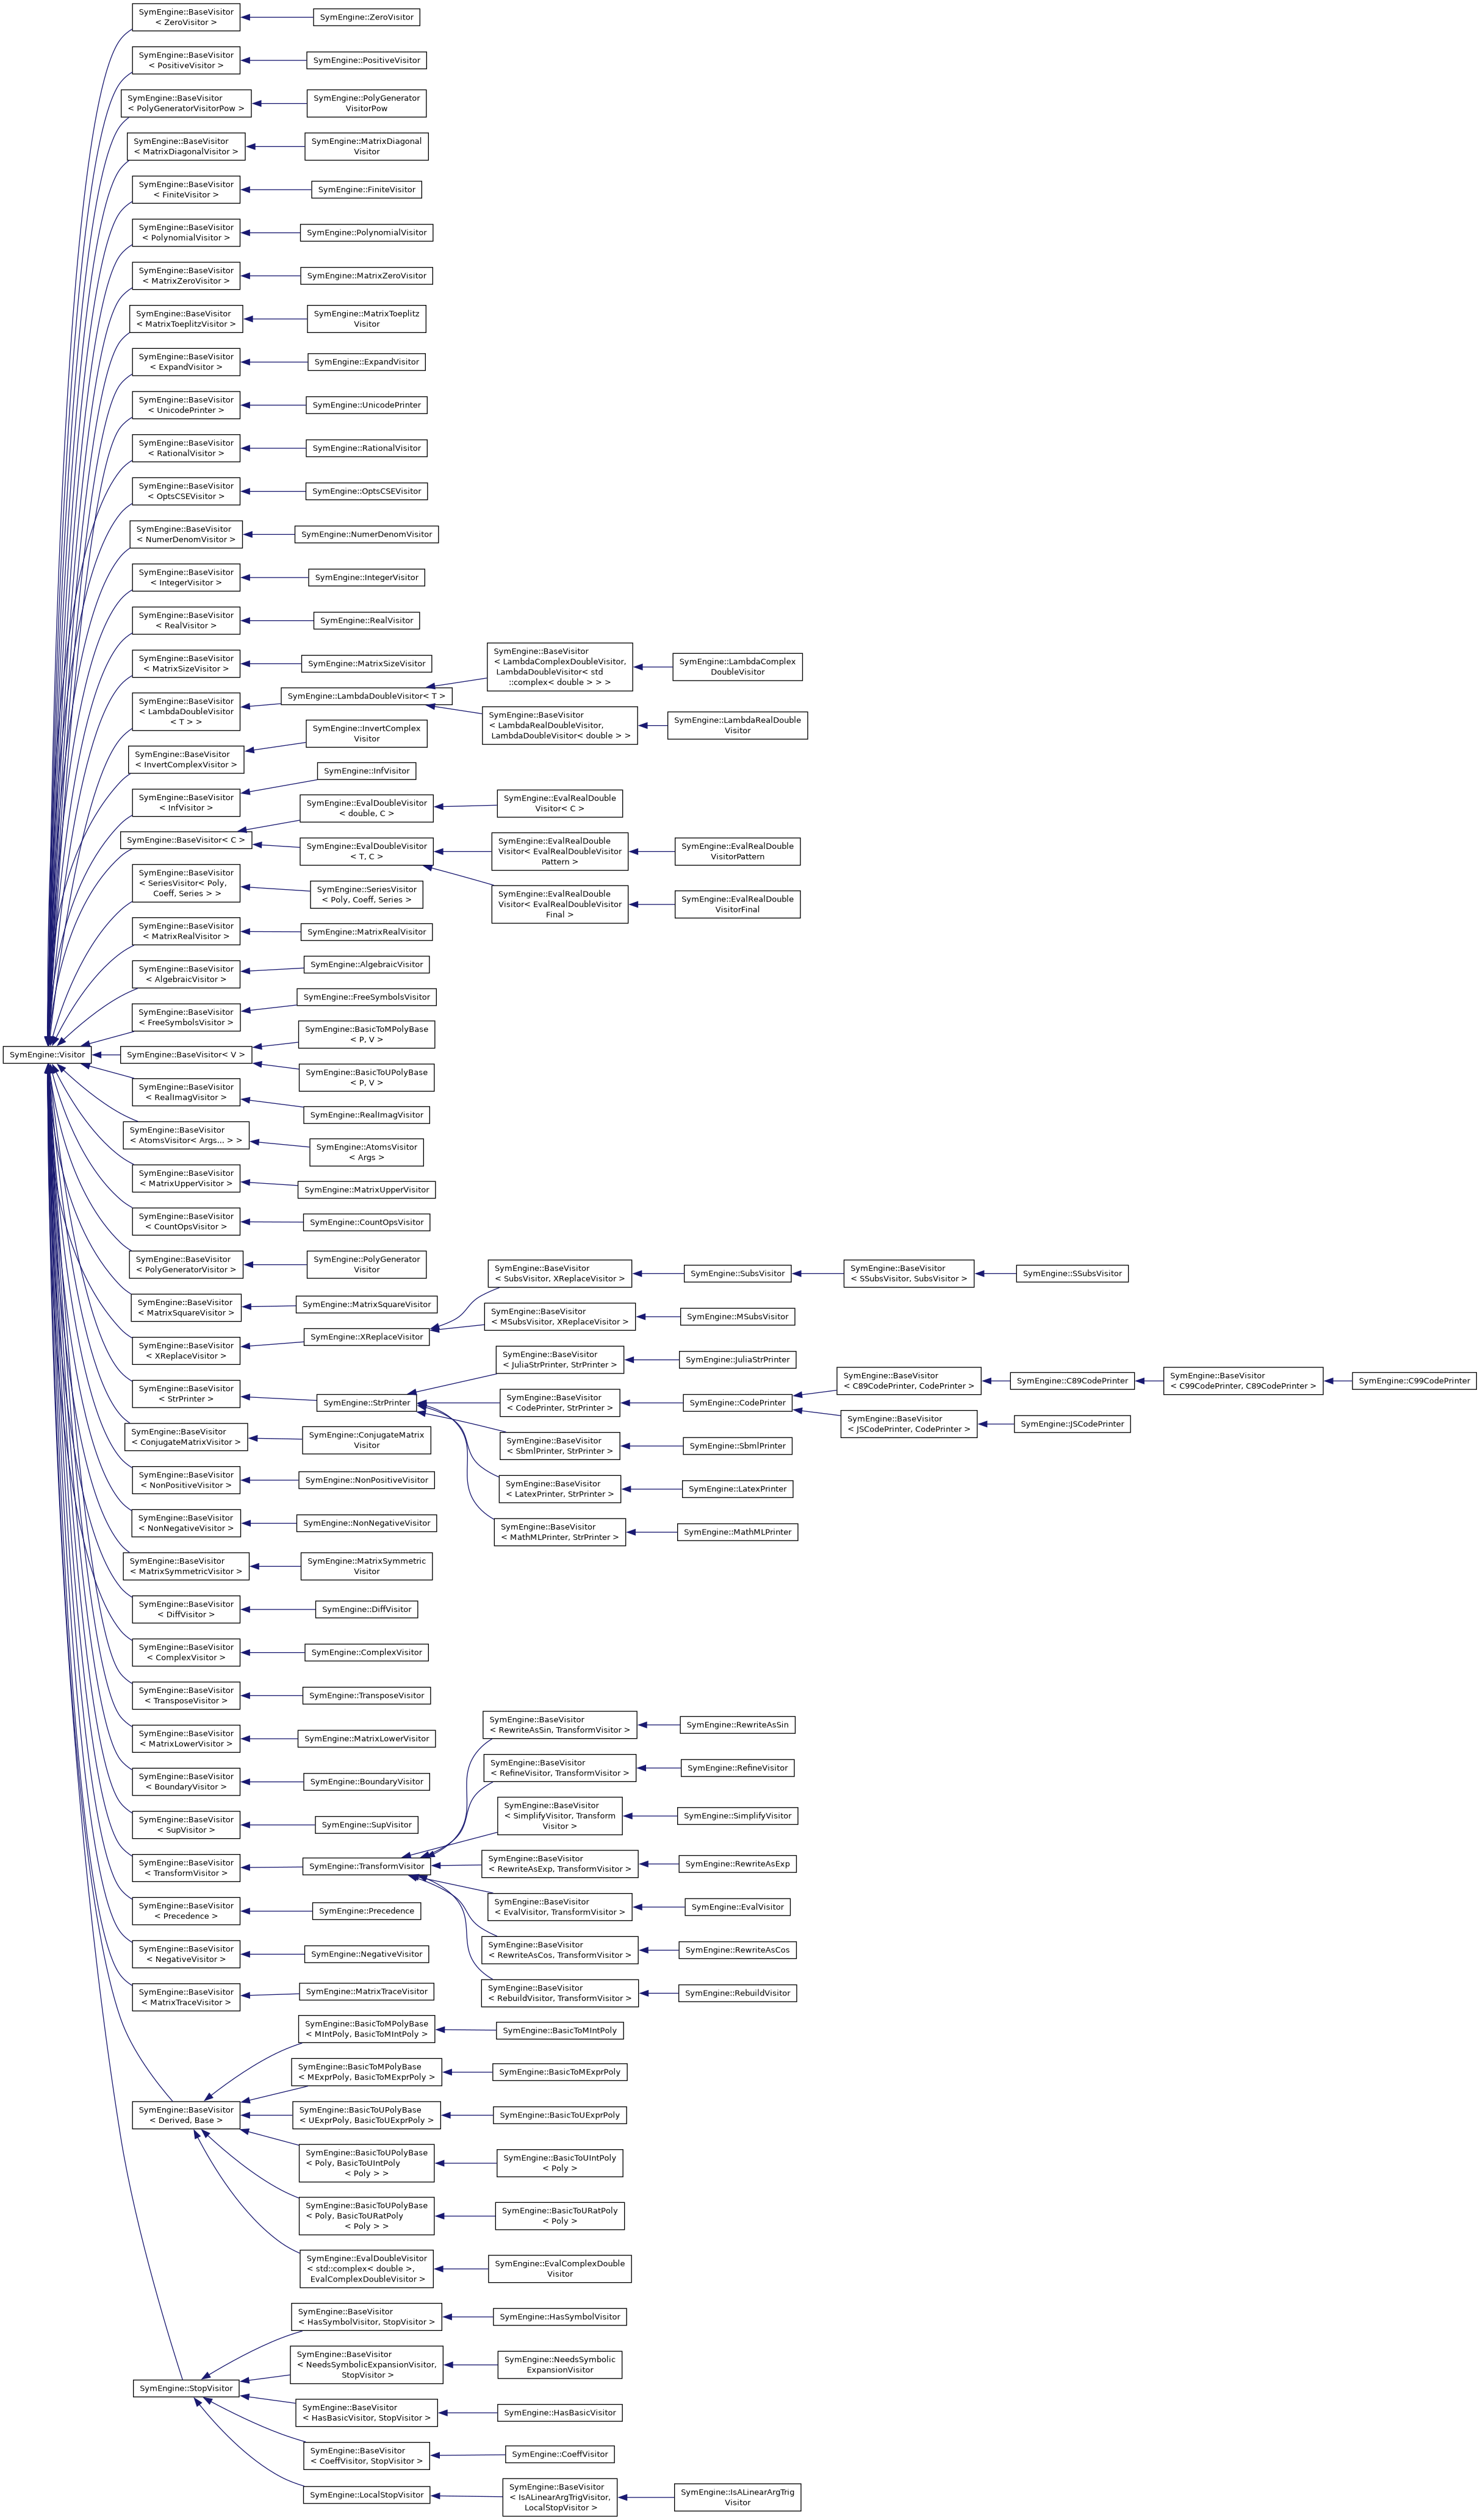 SymEngine::BaseVisitor
< ZeroVisitor >
SymEngine::ZeroVisitor
SymEngine::BaseVisitor
< PositiveVisitor >
SymEngine::PositiveVisitor
SymEngine::BaseVisitor
< PolyGeneratorVisitorPow >
SymEngine::PolyGenerator
VisitorPow
SymEngine::BaseVisitor
< MatrixDiagonalVisitor >
SymEngine::MatrixDiagonal
Visitor
SymEngine::BaseVisitor
< FiniteVisitor >
SymEngine::FiniteVisitor
SymEngine::BaseVisitor
< PolynomialVisitor >
SymEngine::PolynomialVisitor
SymEngine::BaseVisitor
< MatrixZeroVisitor >
SymEngine::MatrixZeroVisitor
SymEngine::BaseVisitor
< MatrixToeplitzVisitor >
SymEngine::MatrixToeplitz
Visitor
SymEngine::BaseVisitor
< ExpandVisitor >
SymEngine::ExpandVisitor
SymEngine::BaseVisitor
< UnicodePrinter >
SymEngine::UnicodePrinter
SymEngine::BaseVisitor
< RationalVisitor >
SymEngine::RationalVisitor
SymEngine::BaseVisitor
< OptsCSEVisitor >
SymEngine::OptsCSEVisitor
SymEngine::BaseVisitor
< NumerDenomVisitor >
SymEngine::NumerDenomVisitor
SymEngine::BaseVisitor
< IntegerVisitor >
SymEngine::IntegerVisitor
SymEngine::BaseVisitor
< RealVisitor >
SymEngine::RealVisitor
SymEngine::BaseVisitor
< MatrixSizeVisitor >
SymEngine::MatrixSizeVisitor
SymEngine::BaseVisitor
< LambdaDoubleVisitor
< T > >
SymEngine::LambdaDoubleVisitor< T >
SymEngine::BaseVisitor
< LambdaComplexDoubleVisitor,
LambdaDoubleVisitor< std
::complex< double > > >
SymEngine::LambdaComplex
DoubleVisitor
SymEngine::BaseVisitor
< LambdaRealDoubleVisitor,
LambdaDoubleVisitor< double > >
SymEngine::LambdaRealDouble
Visitor
SymEngine::BaseVisitor
< InvertComplexVisitor >
SymEngine::InvertComplex
Visitor
SymEngine::BaseVisitor
< InfVisitor >
SymEngine::InfVisitor
SymEngine::BaseVisitor< C >
SymEngine::EvalDoubleVisitor
< double, C >
SymEngine::EvalRealDouble
Visitor< C >
SymEngine::EvalDoubleVisitor
< T, C >
SymEngine::EvalRealDouble
Visitor< EvalRealDoubleVisitor
Pattern >
SymEngine::EvalRealDouble
VisitorPattern
SymEngine::EvalRealDouble
Visitor< EvalRealDoubleVisitor
Final >
SymEngine::EvalRealDouble
VisitorFinal
SymEngine::BaseVisitor
< SeriesVisitor< Poly,
Coeff, Series > >
SymEngine::SeriesVisitor
< Poly, Coeff, Series >
SymEngine::BaseVisitor
< MatrixRealVisitor >
SymEngine::MatrixRealVisitor
SymEngine::BaseVisitor
< AlgebraicVisitor >
SymEngine::AlgebraicVisitor
SymEngine::BaseVisitor
< FreeSymbolsVisitor >
SymEngine::FreeSymbolsVisitor
SymEngine::Visitor
SymEngine::BaseVisitor< V >
SymEngine::BasicToMPolyBase
< P, V >
SymEngine::BasicToUPolyBase
< P, V >
SymEngine::BaseVisitor
< RealImagVisitor >
SymEngine::RealImagVisitor
SymEngine::BaseVisitor
< AtomsVisitor< Args... > >
SymEngine::AtomsVisitor
< Args >
SymEngine::BaseVisitor
< MatrixUpperVisitor >
SymEngine::MatrixUpperVisitor
SymEngine::BaseVisitor
< CountOpsVisitor >
SymEngine::CountOpsVisitor
SymEngine::BaseVisitor
< PolyGeneratorVisitor >
SymEngine::PolyGenerator
Visitor
SymEngine::BaseVisitor
< MatrixSquareVisitor >
SymEngine::MatrixSquareVisitor
SymEngine::BaseVisitor
< XReplaceVisitor >
SymEngine::XReplaceVisitor
SymEngine::BaseVisitor
< SubsVisitor, XReplaceVisitor >
SymEngine::SubsVisitor
SymEngine::BaseVisitor
< SSubsVisitor, SubsVisitor >
SymEngine::SSubsVisitor
SymEngine::BaseVisitor
< MSubsVisitor, XReplaceVisitor >
SymEngine::MSubsVisitor
SymEngine::BaseVisitor
< StrPrinter >
SymEngine::StrPrinter
SymEngine::BaseVisitor
< JuliaStrPrinter, StrPrinter >
SymEngine::JuliaStrPrinter
SymEngine::BaseVisitor
< CodePrinter, StrPrinter >
SymEngine::CodePrinter
SymEngine::BaseVisitor
< C89CodePrinter, CodePrinter >
SymEngine::C89CodePrinter
SymEngine::BaseVisitor
< C99CodePrinter, C89CodePrinter >
SymEngine::C99CodePrinter
SymEngine::BaseVisitor
< JSCodePrinter, CodePrinter >
SymEngine::JSCodePrinter
SymEngine::BaseVisitor
< SbmlPrinter, StrPrinter >
SymEngine::SbmlPrinter
SymEngine::BaseVisitor
< LatexPrinter, StrPrinter >
SymEngine::LatexPrinter
SymEngine::BaseVisitor
< MathMLPrinter, StrPrinter >
SymEngine::MathMLPrinter
SymEngine::BaseVisitor
< ConjugateMatrixVisitor >
SymEngine::ConjugateMatrix
Visitor
SymEngine::BaseVisitor
< NonPositiveVisitor >
SymEngine::NonPositiveVisitor
SymEngine::BaseVisitor
< NonNegativeVisitor >
SymEngine::NonNegativeVisitor
SymEngine::BaseVisitor
< MatrixSymmetricVisitor >
SymEngine::MatrixSymmetric
Visitor
SymEngine::BaseVisitor
< DiffVisitor >
SymEngine::DiffVisitor
SymEngine::BaseVisitor
< ComplexVisitor >
SymEngine::ComplexVisitor
SymEngine::BaseVisitor
< TransposeVisitor >
SymEngine::TransposeVisitor
SymEngine::BaseVisitor
< MatrixLowerVisitor >
SymEngine::MatrixLowerVisitor
SymEngine::BaseVisitor
< BoundaryVisitor >
SymEngine::BoundaryVisitor
SymEngine::BaseVisitor
< SupVisitor >
SymEngine::SupVisitor
SymEngine::BaseVisitor
< TransformVisitor >
SymEngine::TransformVisitor
SymEngine::BaseVisitor
< RewriteAsSin, TransformVisitor >
SymEngine::RewriteAsSin
SymEngine::BaseVisitor
< RefineVisitor, TransformVisitor >
SymEngine::RefineVisitor
SymEngine::BaseVisitor
< SimplifyVisitor, Transform
Visitor >
SymEngine::SimplifyVisitor
SymEngine::BaseVisitor
< RewriteAsExp, TransformVisitor >
SymEngine::RewriteAsExp
SymEngine::BaseVisitor
< EvalVisitor, TransformVisitor >
SymEngine::EvalVisitor
SymEngine::BaseVisitor
< RewriteAsCos, TransformVisitor >
SymEngine::RewriteAsCos
SymEngine::BaseVisitor
< RebuildVisitor, TransformVisitor >
SymEngine::RebuildVisitor
SymEngine::BaseVisitor
< Precedence >
SymEngine::Precedence
SymEngine::BaseVisitor
< NegativeVisitor >
SymEngine::NegativeVisitor
SymEngine::BaseVisitor
< MatrixTraceVisitor >
SymEngine::MatrixTraceVisitor
SymEngine::BaseVisitor
< Derived, Base >
SymEngine::BasicToMPolyBase
< MIntPoly, BasicToMIntPoly >
SymEngine::BasicToMIntPoly
SymEngine::BasicToMPolyBase
< MExprPoly, BasicToMExprPoly >
SymEngine::BasicToMExprPoly
SymEngine::BasicToUPolyBase
< UExprPoly, BasicToUExprPoly >
SymEngine::BasicToUExprPoly
SymEngine::BasicToUPolyBase
< Poly, BasicToUIntPoly
< Poly > >
SymEngine::BasicToUIntPoly
< Poly >
SymEngine::BasicToUPolyBase
< Poly, BasicToURatPoly
< Poly > >
SymEngine::BasicToURatPoly
< Poly >
SymEngine::EvalDoubleVisitor
< std::complex< double >,
EvalComplexDoubleVisitor >
SymEngine::EvalComplexDouble
Visitor
SymEngine::StopVisitor
SymEngine::BaseVisitor
< HasSymbolVisitor, StopVisitor >
SymEngine::HasSymbolVisitor
SymEngine::BaseVisitor
< NeedsSymbolicExpansionVisitor,
StopVisitor >
SymEngine::NeedsSymbolic
ExpansionVisitor
SymEngine::BaseVisitor
< HasBasicVisitor, StopVisitor >
SymEngine::HasBasicVisitor
SymEngine::BaseVisitor
< CoeffVisitor, StopVisitor >
SymEngine::CoeffVisitor
SymEngine::LocalStopVisitor
SymEngine::BaseVisitor
< IsALinearArgTrigVisitor,
LocalStopVisitor >
SymEngine::IsALinearArgTrig
Visitor